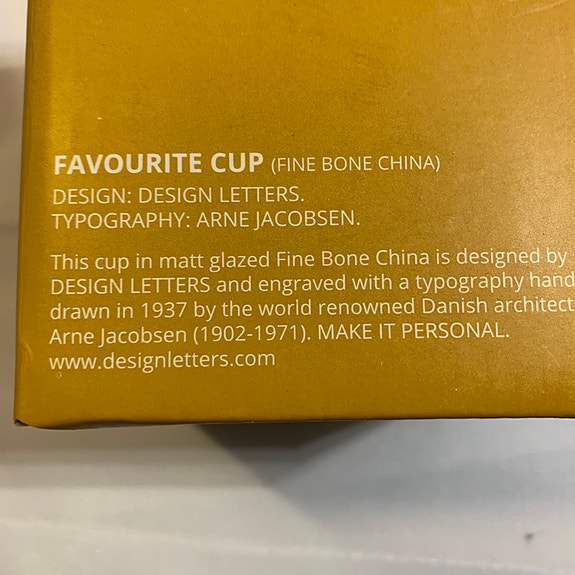 FAVOURITE CUP (FINE BONE CHINA)
DESIGN: DESIGN LETTERS.
TYPOGRAPHY: ARNE JACOBSEN.
This cup in matt glazed Fine Bone China is designed by
DESIGN LETTERS and engraved with a typography hand
drawn in 1937 by the world renowned Danish architect
Arne Jacobsen (1902-1971). MAKE IT PERSONAL.
www.designletters.com